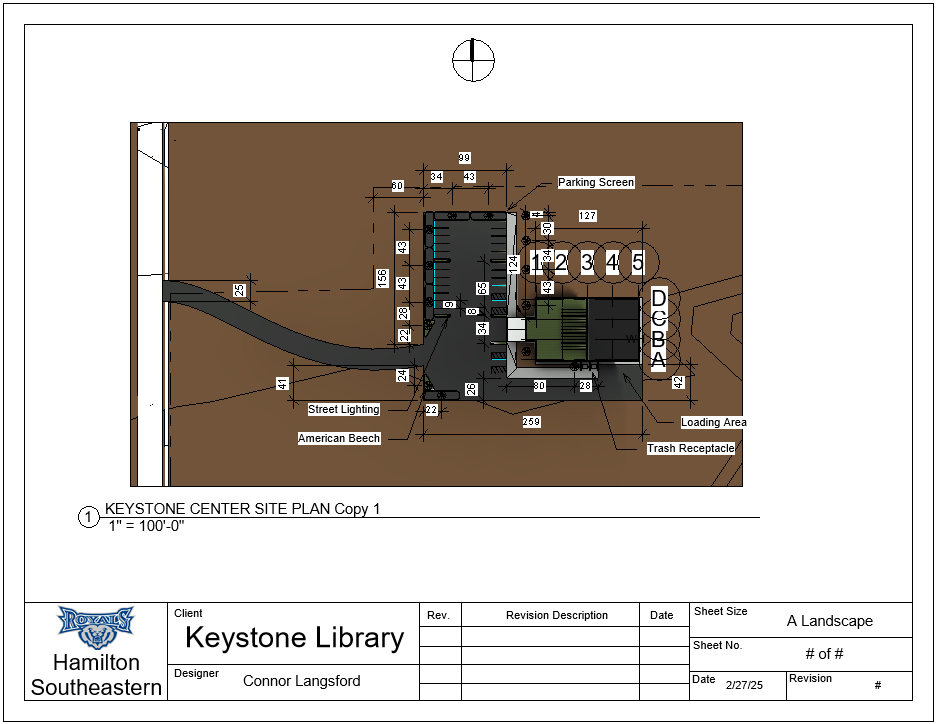 99
34
43
60
Parking Screen
4
127
30
43
124
34
1
2
3
4
5
156
43
25
65
43
D
9
8
28
C
34
22
B
W
A
24
41
26
80
28
42
Street Lighting
22
259
Loading Area
American Beech
Trash Receptacle
1
KEYSTONE CENTER SITE PLAN Copy 1
1" = 100'-0"
ROYALS
Hamilton
Southeastern
Client
Keystone Library
Designer
Connor Langsford
Rev.
Revision Description
Date
Sheet Size
A Landscape
Sheet No.
# of #
Date
2/27/25
Revision
#